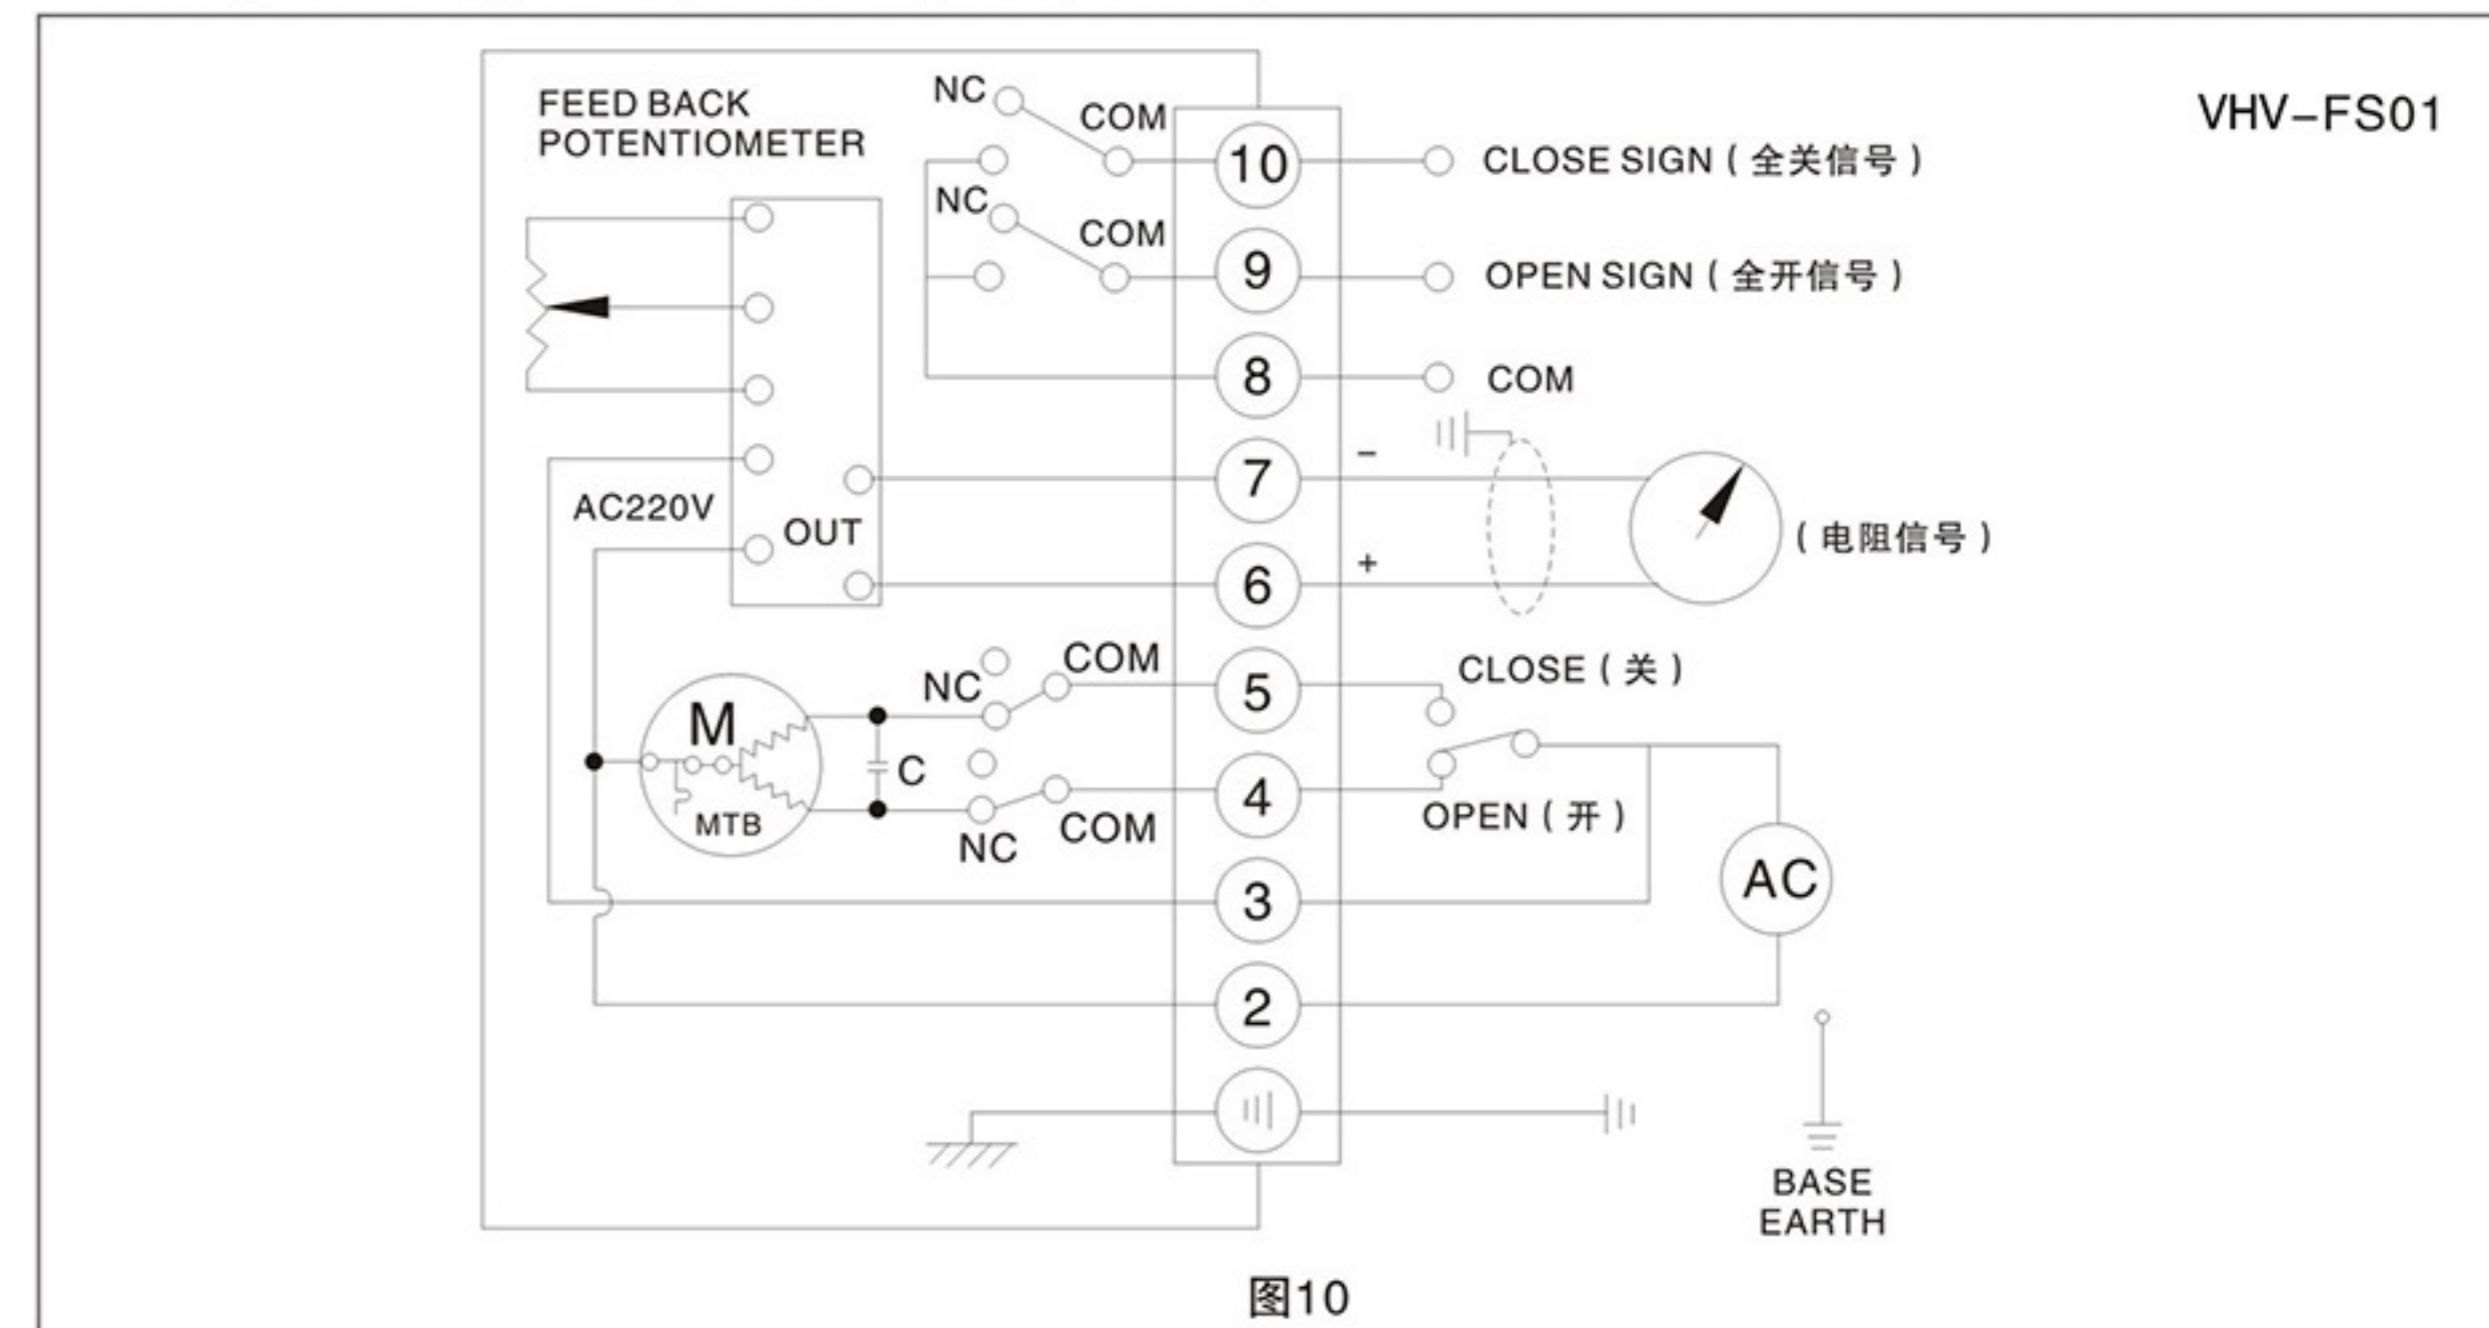 VHV–FS01
FEED BACK
POTENTIOMETER
NC
COM
10
CLOSE SIGN ( 全关信号 )
NC
COM
9
OPEN SIGN ( 全开信号 )
8
COM
7
–
AC220V
OUT
( 电阻信号 )
6
+
NC
COM
5
CLOSE ( 关 )
M
MTB
C
NC
COM
4
OPEN ( 开 )
3
AC
2
BASE
EARTH
图10